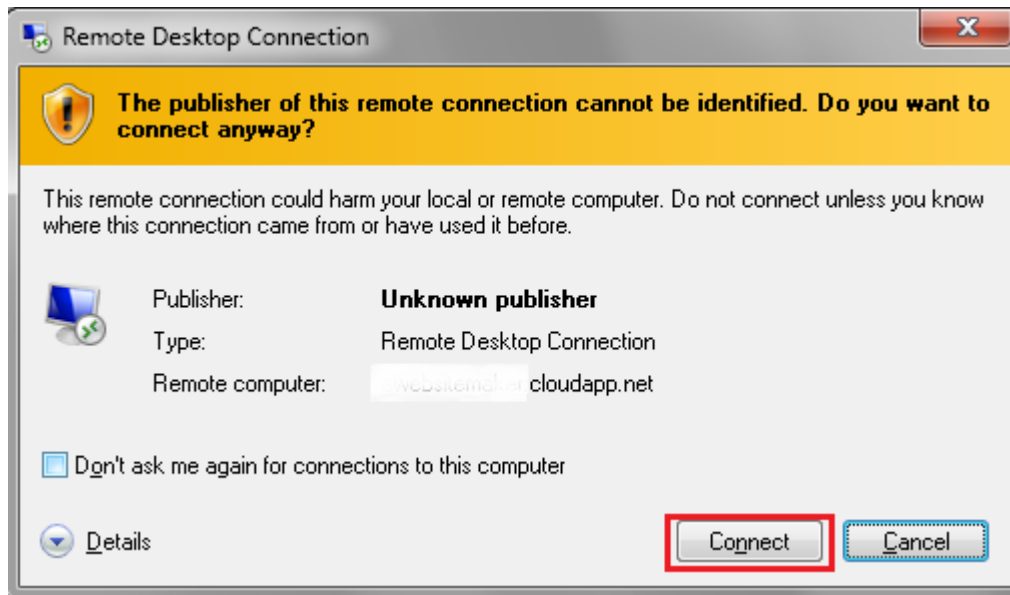 Remote Desktop Connection
The publisher of this remote connection cannot be identified. Do you want to
connect anyway?
This remote connection could harm your local or remote computer. Do not connect unless you know
where this connection came from or have used it before.
Publisher: Unknown publisher
Type: Remote Desktop Connection
Remote computer: cloudapp.net
Don't ask me again for connections to this computer
Details Connect Cancel